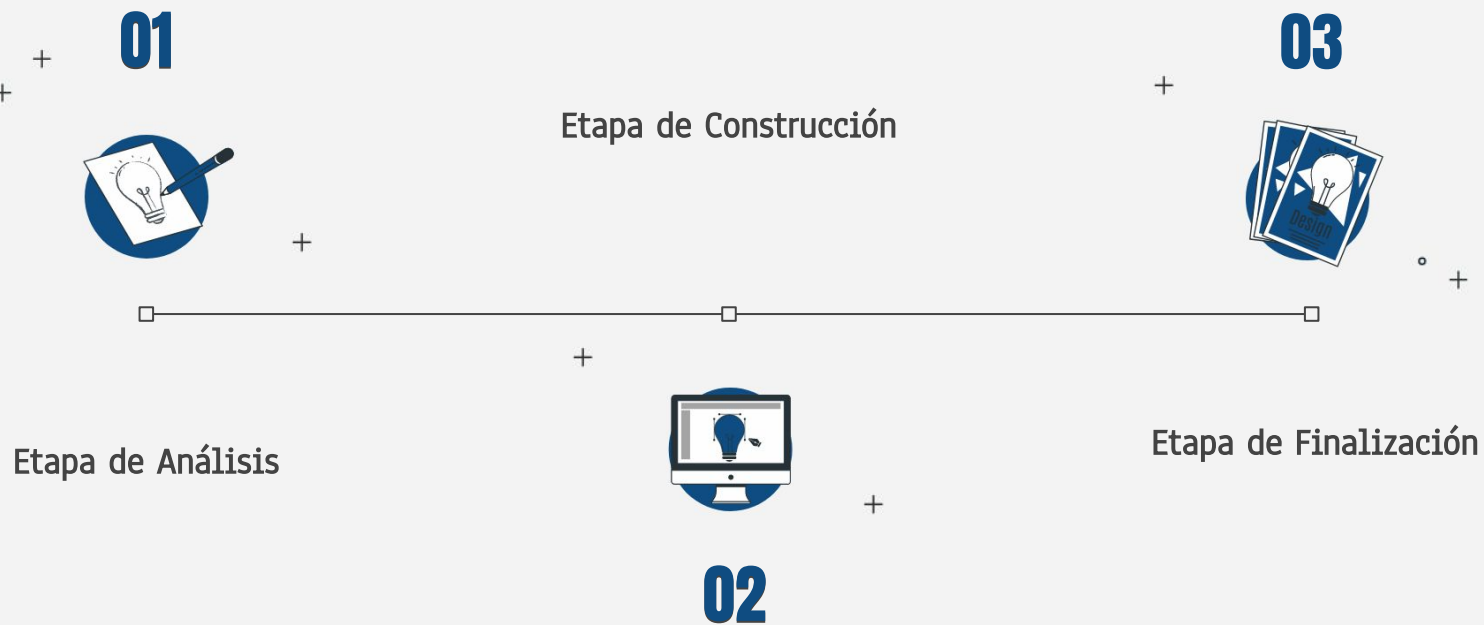 01
Etapa de Análisis
Etapa de Construcción
02
03
Design
Etapa de Finalización